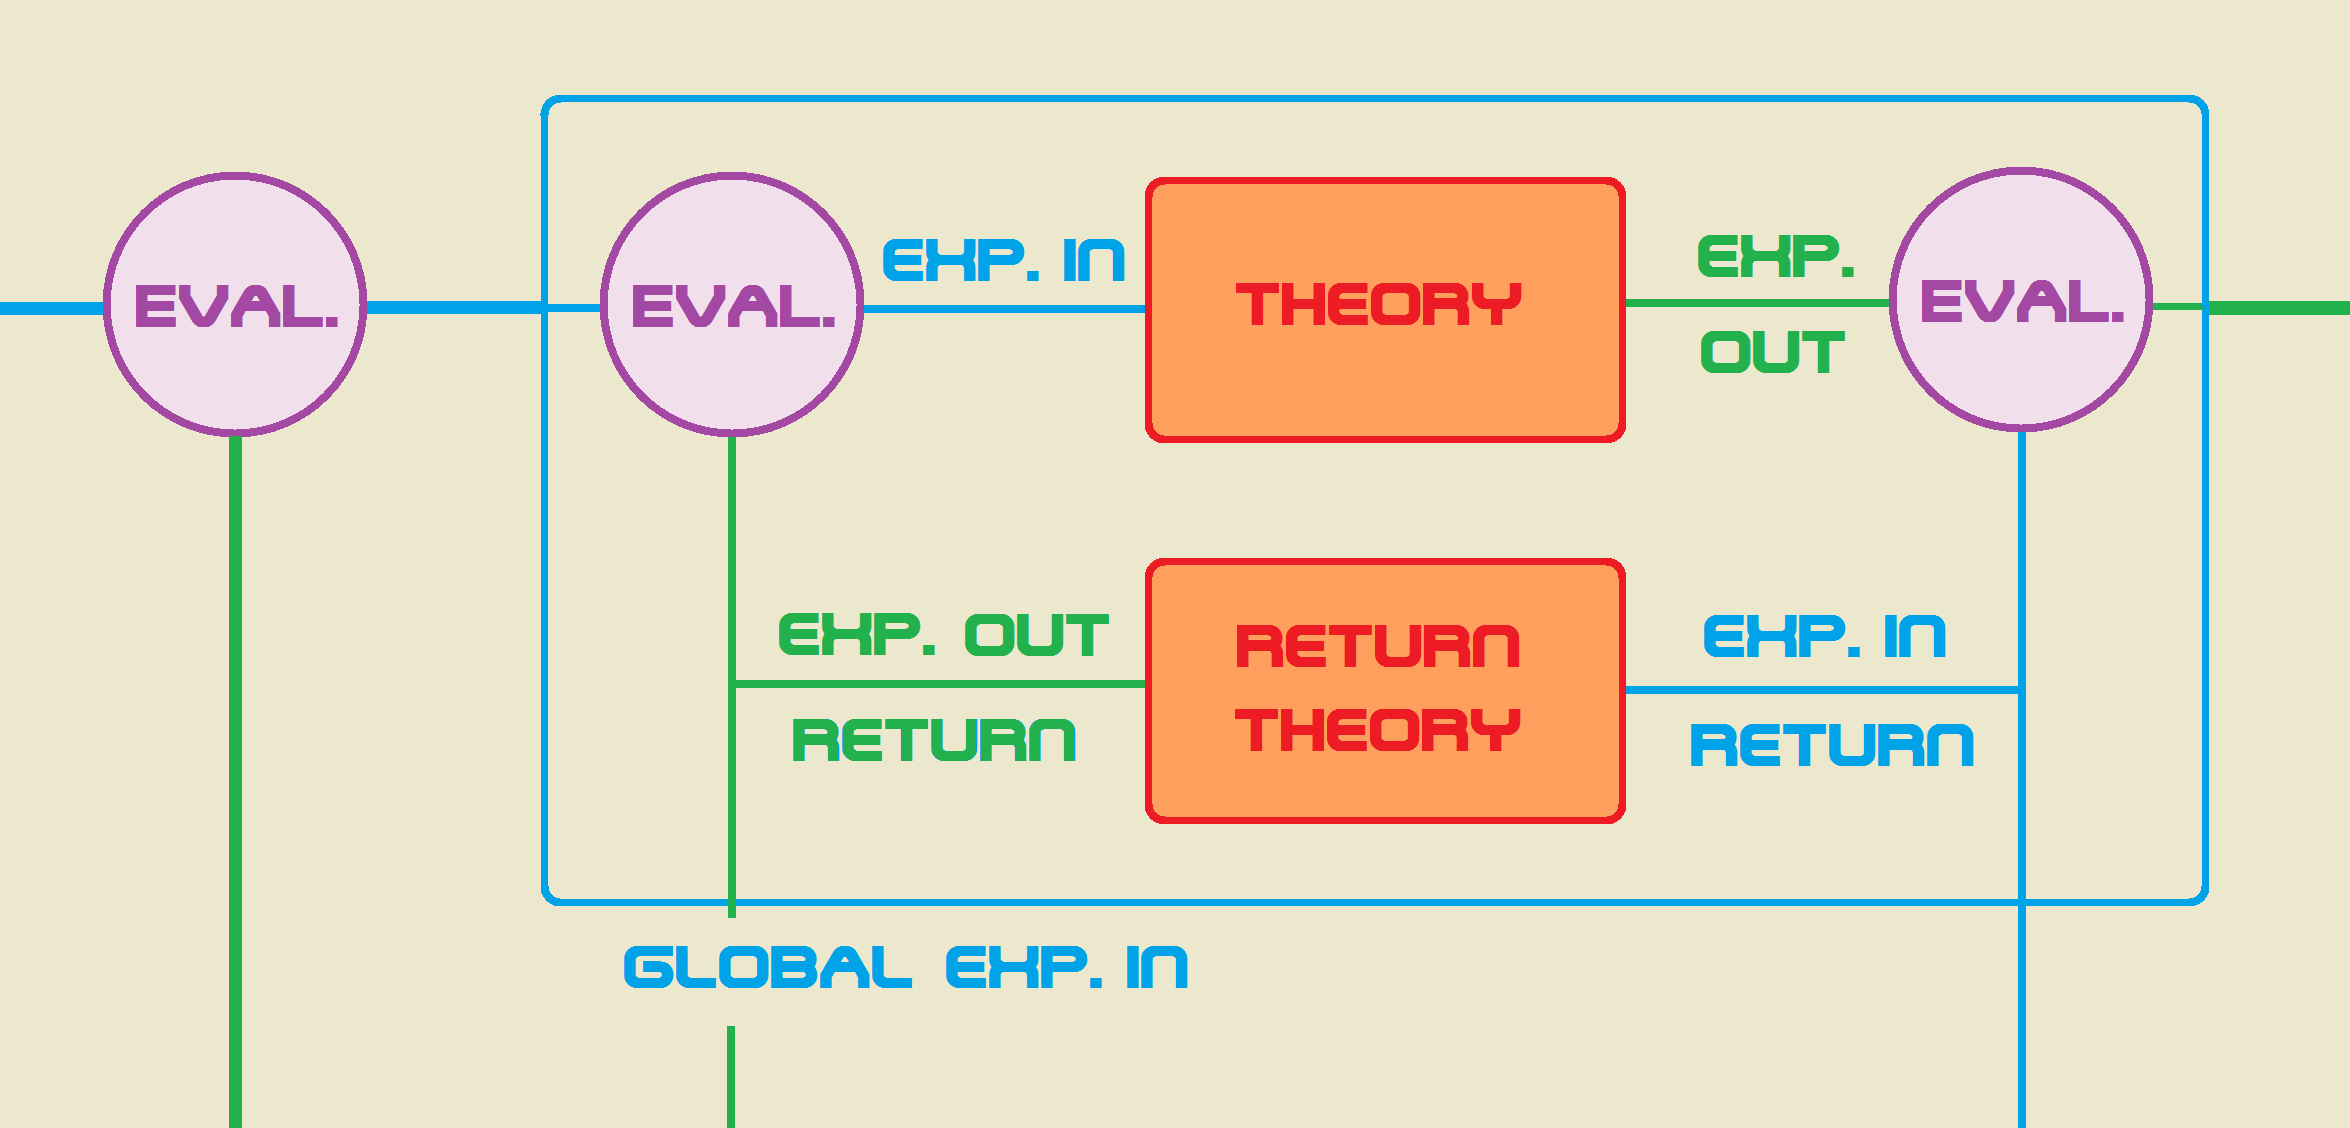 EVAL.
EVAL.
EXP. IN
THEORY
EXP.
OUT
EVAL.
EXP. OUT
RETURN
RETURN
THEORY
EXP. IN
RETURN
GLOBAL EXP. IN